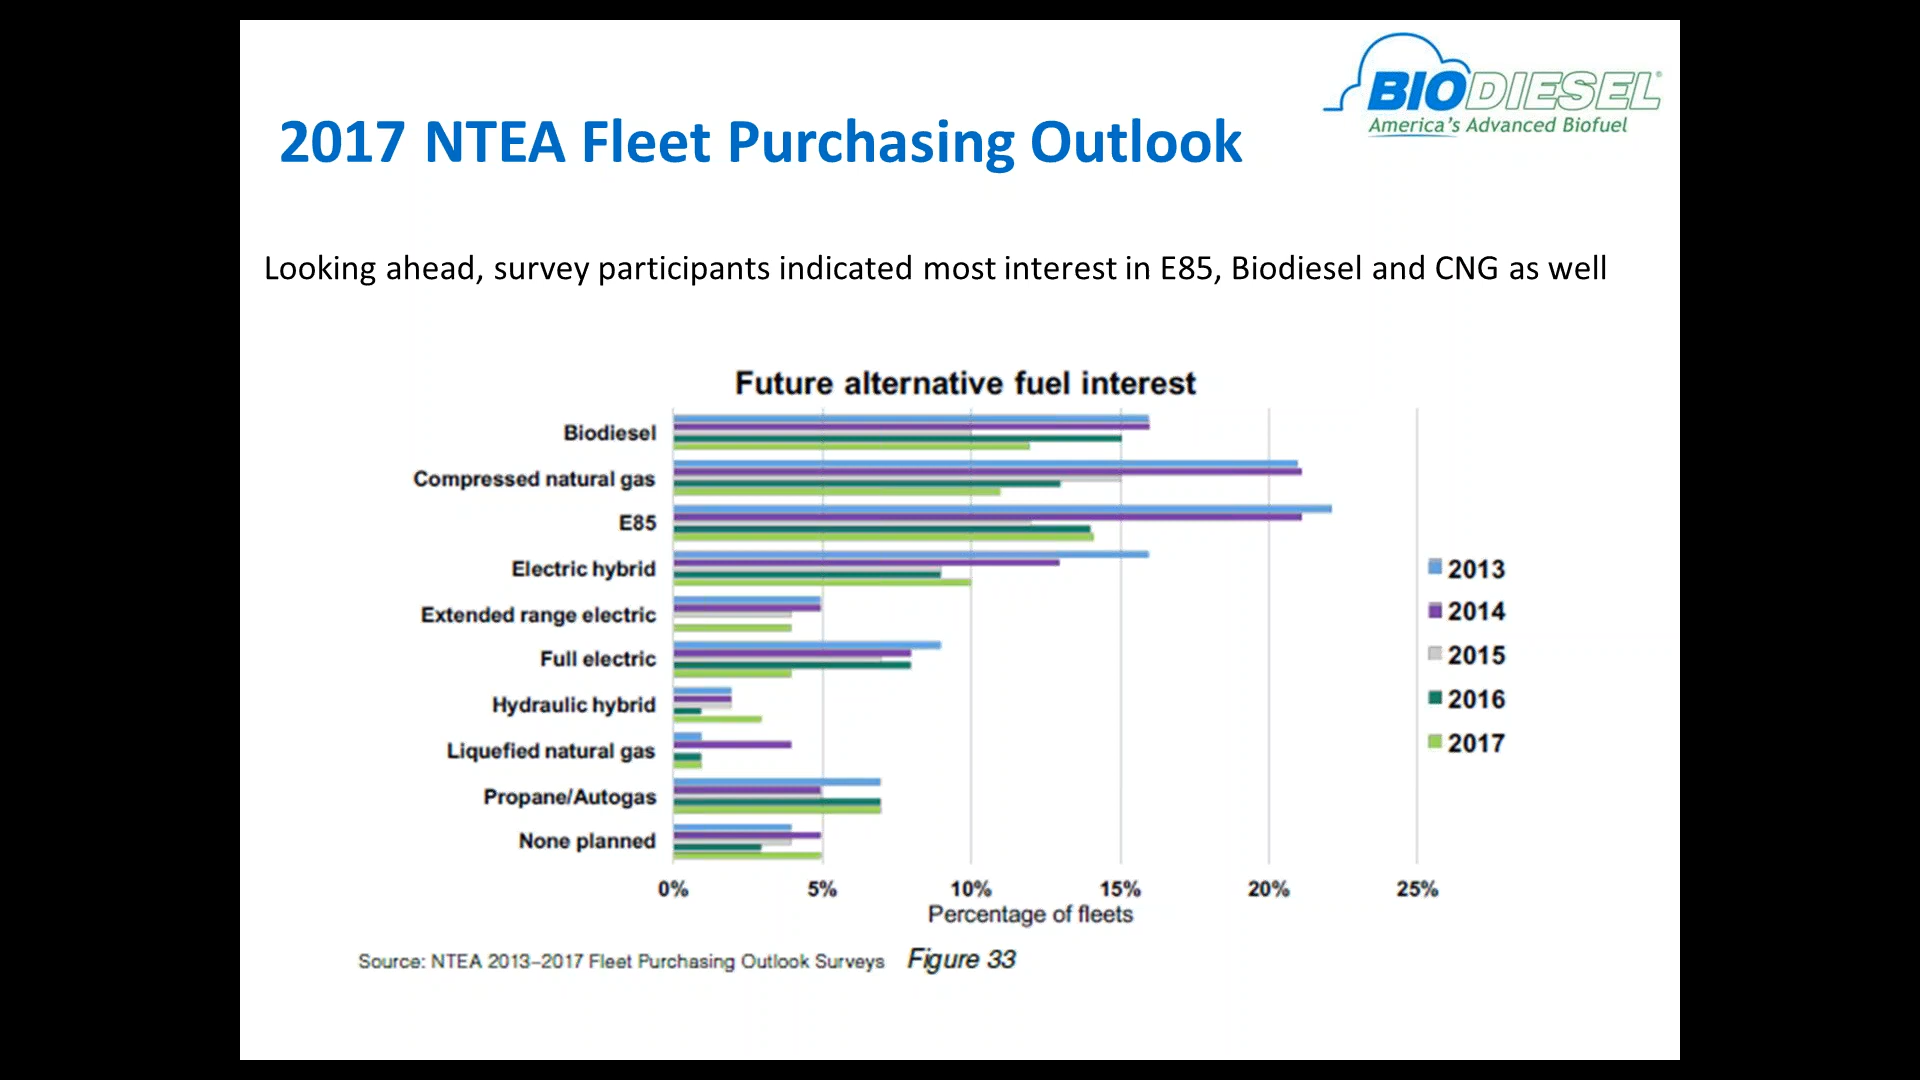 BIODIESEL®
America's Advanced Biofuel
2017 NTEA Fleet Purchasing Outlook
Looking ahead, survey participants indicated most interest in E85, Biodiesel and CNG as well
Future alternative fuel interest
Biodiesel
Compressed natural gas
E85
Electric hybrid
Extended range electric
Full electric
Hydraulic hybrid
Liquefied natural gas
Propane/Autogas
None planned
2013
2014
2015
2016
2017
0% 5% 10% 15% 20% 25%
Percentage of fleets
Source: NTEA 2013–2017 Fleet Purchasing Outlook Surveys Figure 33